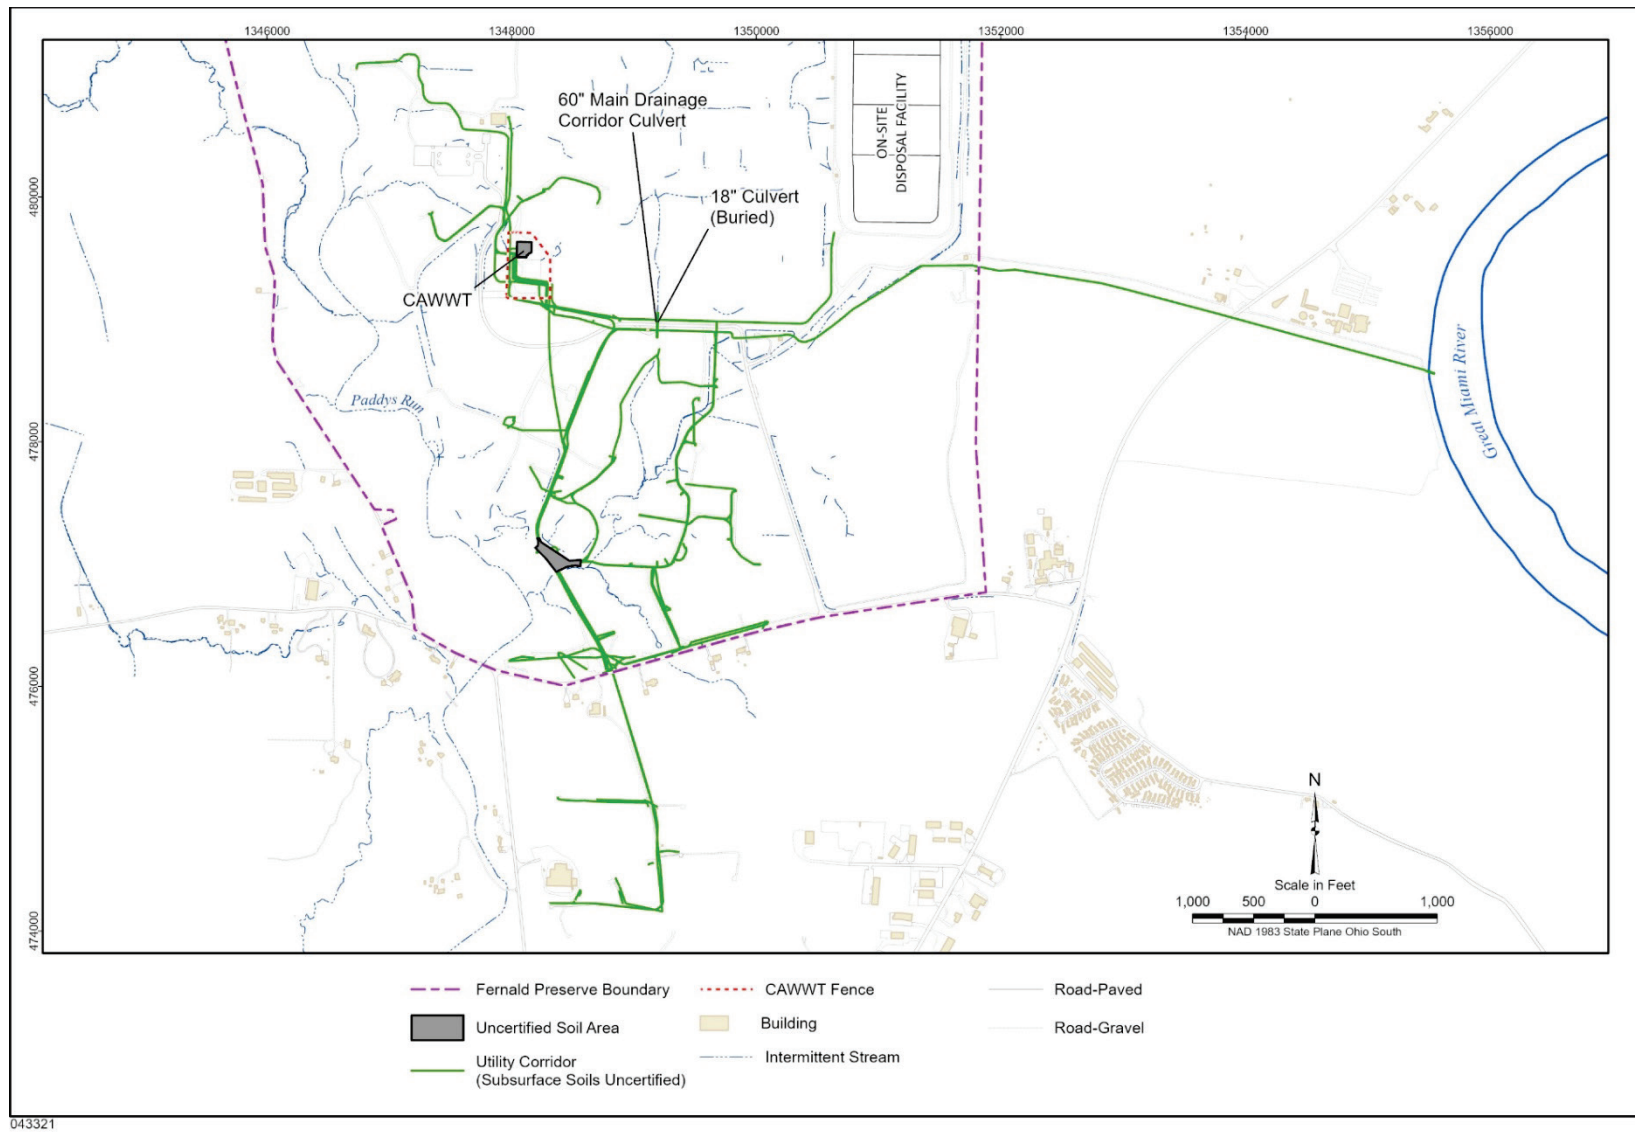 1346000
1348000
1350000
1352000
1354000
1356000
480000
478000
476000
474000
60" Main Drainage
Corridor Culvert
18" Culvert
(Buried)
ON-SITE
DISPOSAL FACILITY
CAWWT
Paddys Run
Great Miami River
N
Scale in Feet
1,000 500 0 1,000
NAD 1983 State Plane Ohio South
Fernald Preserve Boundary
Uncertified Soil Area
Utility Corridor
(Subsurface Soils Uncertified)
CAWWT Fence
Building
Intermittent Stream
Road-Paved
Road-Gravel
043321